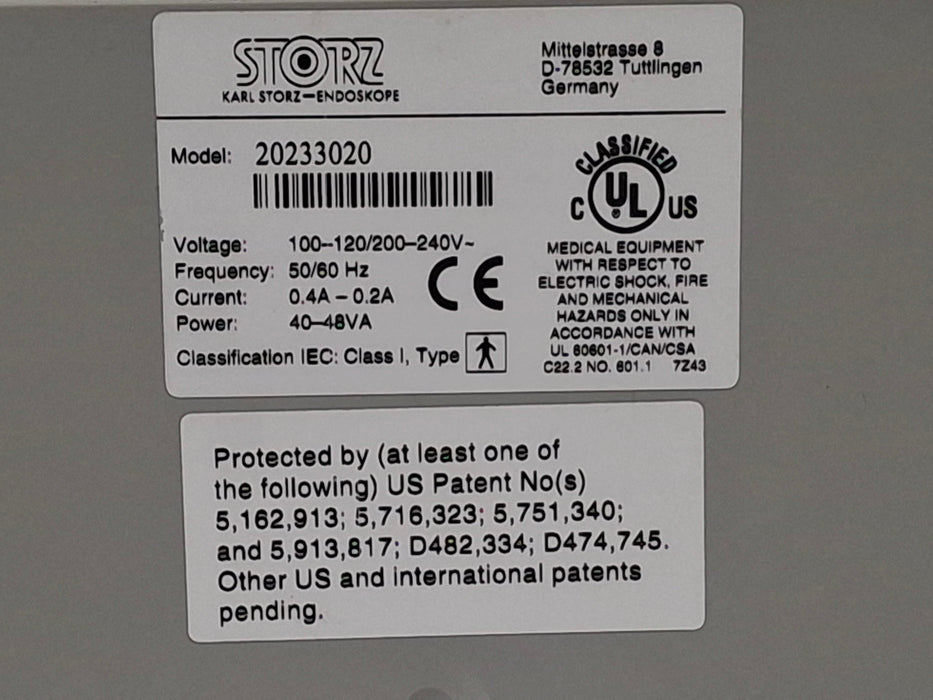 STORZ
KARL STORZ—ENDOSKOPE
Mittelstrasse 8
D-78532 Tuttlingen
Germany
Model: 20233020
CLASSIFIED
C UL US
®
MEDICAL EQUIPMENT
WITH RESPECT TO
ELECTRIC SHOCK, FIRE
AND MECHANICAL
HAZARDS ONLY IN
ACCORDANCE WITH
UL 60601-1/CAN/CSA
C22.2 NO. 601.1 7Z43
Voltage: 100--120/200–240V~
Frequency: 50/60 Hz
Current: 0.4A – 0.2A
Power: 40–48VA
CE
Classification IEC: Class I, Type
Protected by (at least one of
the following) US Patent No(s)
5,162,913; 5,716,323; 5,751,340;
and 5,913,817; D482,334; D474,745.
Other US and international patents
pending.